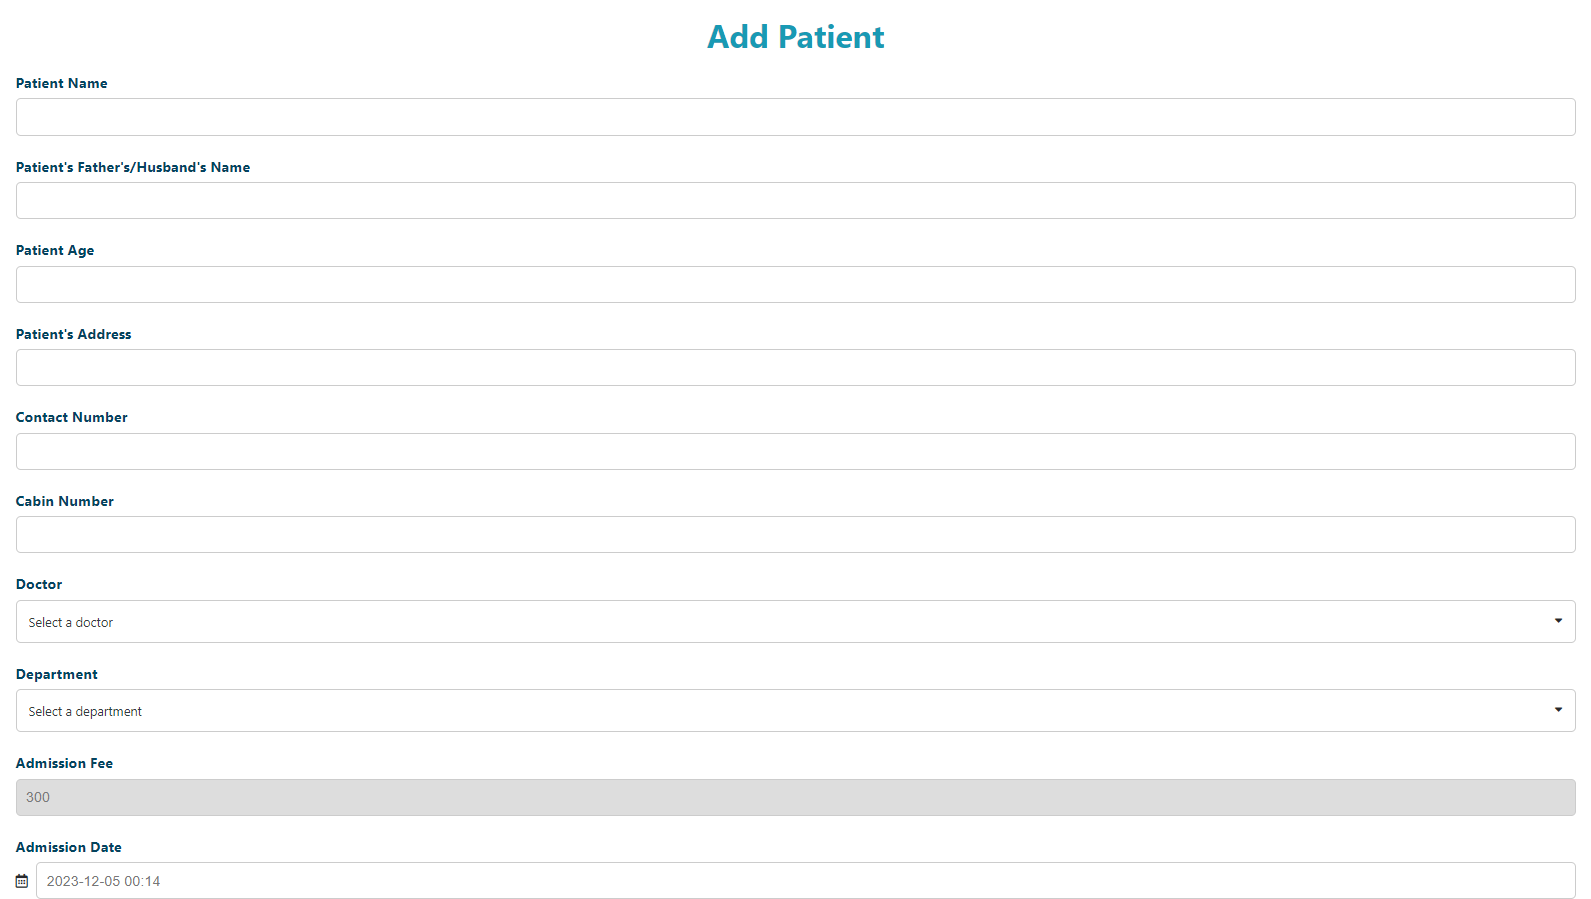 Add Patient
Patient Name
Patient's Father's/Husband's Name
Patient Age
Patient's Address
Contact Number
Cabin Number
Doctor
Select a doctor
Department
Select a department
Admission Fee
300
Admission Date
2023-12-05 00:14